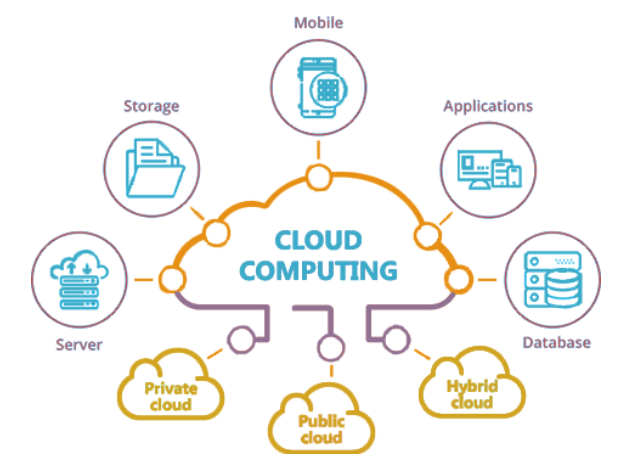 Mobile
Storage
Applications
CLOUD
COMPUTING
Server
Database
Private
cloud
Public
cloud
Hybrid
cloud